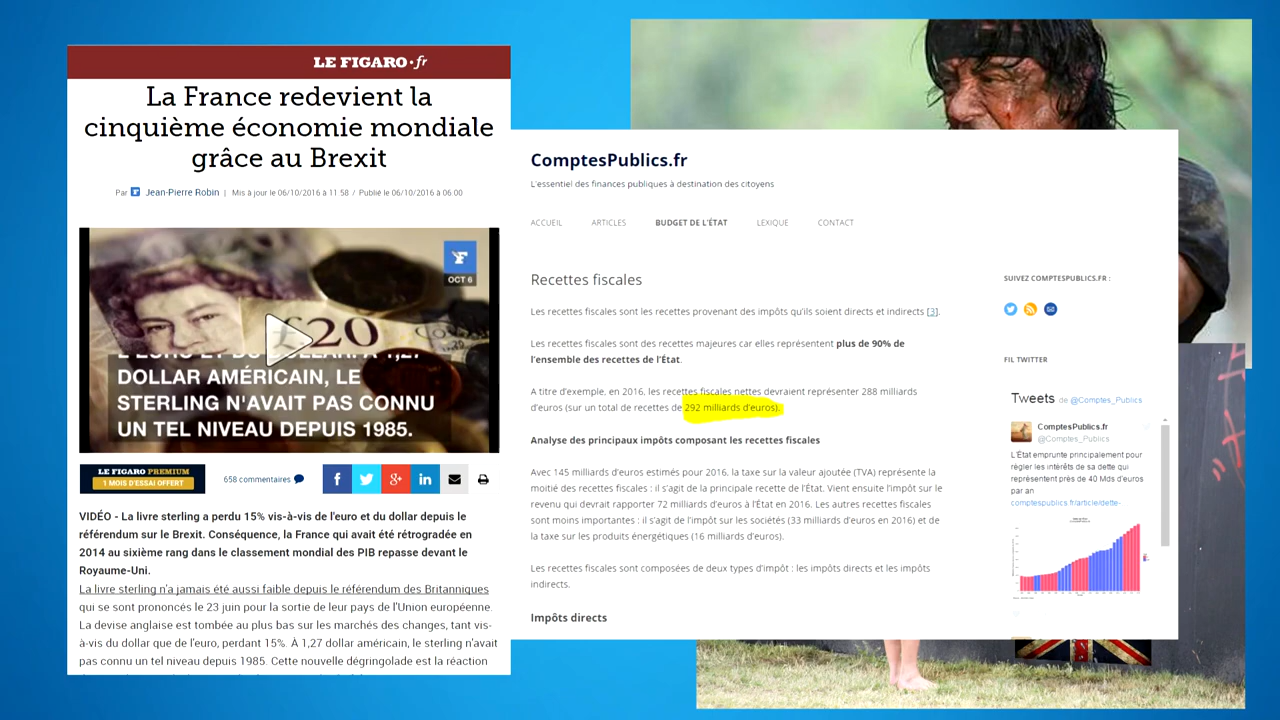 LE FIGARO·fr
La France redevient la
cinquième économie mondiale
grâce au Brexit
Par Jean-Pierre Robin | Mis à jour le 06/10/2016 à 11:58 / Publié le 06/10/2016 à 06:00
OCT 6
£20
L'EURO ET DU DOLLAR. À 1,27
DOLLAR AMÉRICAIN, LE
STERLING N'AVAIT PAS CONNU
UN TEL NIVEAU DEPUIS 1985.
LE FIGARO PREMIUM
1 MOIS D'ESSAI OFFERT
658 commentaires
VIDÉO - La livre sterling a perdu 15% vis-à-vis de l'euro et du dollar depuis le
référendum sur le Brexit. Conséquence, la France qui avait été rétrogradée en
2014 au sixième rang dans le classement mondial des PIB repasse devant le
Royaume-Uni.
La livre sterling n'a jamais été aussi faible depuis le référendum des Britanniques
qui se sont prononcés le 23 juin pour la sortie de leur pays de l'Union européenne.
La devise anglaise est tombée au plus bas sur les marchés des changes, tant vis-
à-vis du dollar que de l'euro, perdant 15%. À 1,27 dollar américain, le sterling n'avait
pas connu un tel niveau depuis 1985. Cette nouvelle dégringolade est la réaction
ComptesPublics.fr
L'essentiel des finances publiques à destination des citoyens
ACCUEIL ARTICLES BUDGET DE L'ÉTAT LEXIQUE CONTACT
Recettes fiscales
Les recettes fiscales sont les recettes provenant des impôts qu'ils soient directs et indirects [3].
Les recettes fiscales sont des recettes majeures car elles représentent plus de 90% de
l'ensemble des recettes de l'État.
A titre d'exemple, en 2016, les recettes fiscales nettes devraient représenter 288 milliards
d'euros (sur un total de recettes de 292 milliards d'euros).
Analyse des principaux impôts composant les recettes fiscales
Avec 145 milliards d'euros estimés pour 2016, la taxe sur la valeur ajoutée (TVA) représente la
moitié des recettes fiscales : il s'agit de la principale recette de l'État. Vient ensuite l'impôt sur le
revenu qui devrait rapporter 72 milliards d'euros à l'État en 2016. Les autres recettes fiscales
sont moins importantes : il s'agit de l'impôt sur les sociétés (33 milliards d'euros en 2016) et de
la taxe sur les produits énergétiques (16 milliards d'euros).
Les recettes fiscales sont composées de deux types d'impôt : les impôts directs et les impôts
indirects.
Impôts directs
SUIVEZ COMPTESPUBLICS.FR :
FIL TWITTER
Tweets de @Comptes_Publics
ComptesPublics.fr
@Comptes_Publics
L'État emprunte principalement pour
régler les intérêts de sa dette qui
représentent près de 40 Mds d'euros
par an
comptespublics.fr/article/dette-